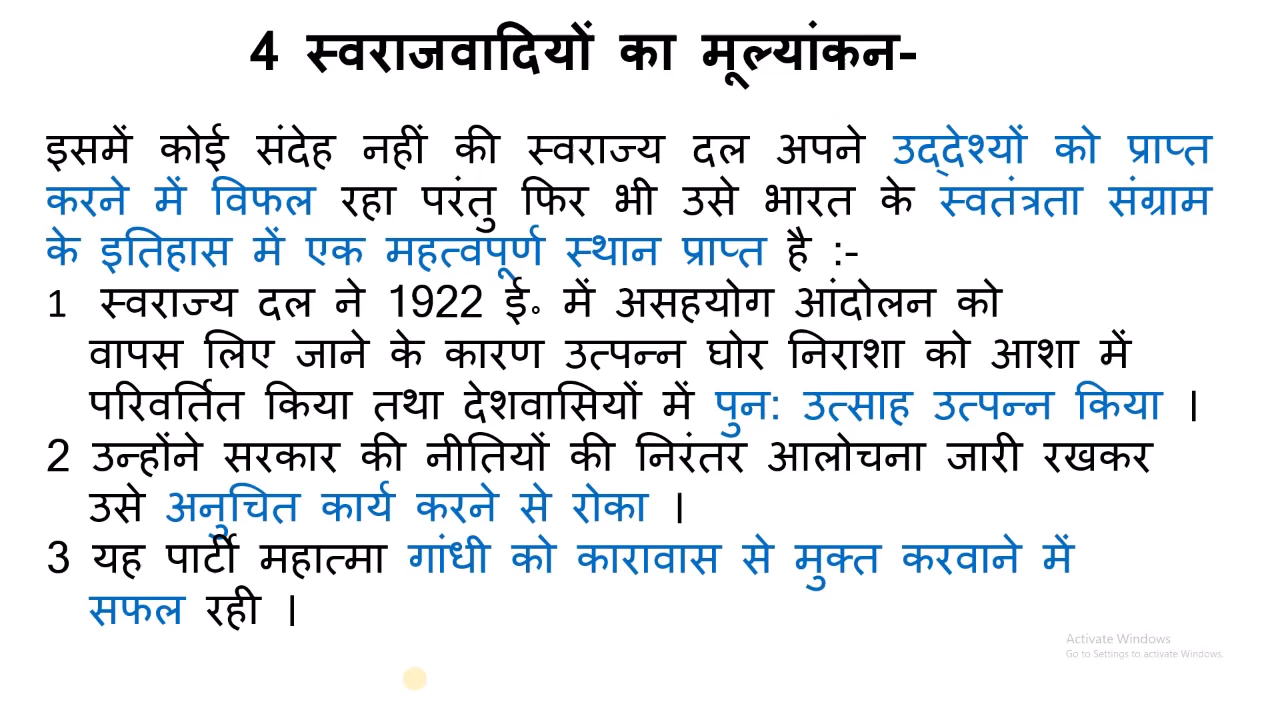 4 स्वराजवादियों का मूल्यांकन-
इसमें कोई संदेह नहीं की स्वराज्य दल अपने उद्देश्यों को प्राप्त
करने में विफल रहा परंतु फिर भी उसे भारत के स्वतंत्रता संग्राम
के इतिहास में एक महत्वपूर्ण स्थान प्राप्त है :-
1 स्वराज्य दल ने 1922 ई॰ में असहयोग आंदोलन को
वापस लिए जाने के कारण उत्पन्न घोर निराशा को आशा में
परिवर्तित किया तथा देशवासियों में पुन: उत्साह उत्पन्न किया ।
2 उन्होंने सरकार की नीतियों की निरंतर आलोचना जारी रखकर
उसे अनुचित कार्य करने से रोका ।
3 यह पार्टी महात्मा गांधी को कारावास से मुक्त करवाने में
सफल रही ।
Activate Windows
Go to Settings to activate Windows.